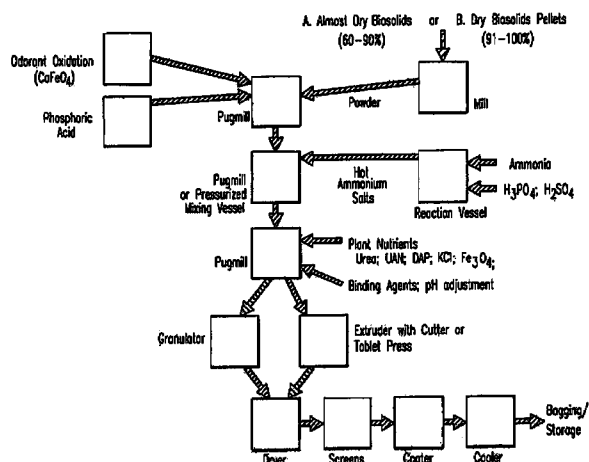 A. Almost Dry Biosolids or B. Dry Biosolids Pellets
(60-90%) (91-100%)
Odorant Oxidation
(CaFeO4)
Phosphoric
Acid
Pugmill
Powder
Mill
Pugmill
or Pressurized
Mixing Vessel
Hot
Ammonium
Salts
Reaction Vessel
Ammonia
H3PO4; H2SO4
Pugmill
Plant Nutrients
Urea; UAN; DAP; KCl; Fe3O4;
Binding Agents; pH adjustment
Granulator
Extruder with Cutter or
Tablet Press
Dryer
Screens
Coater
Cooler
Bagging/
Storage